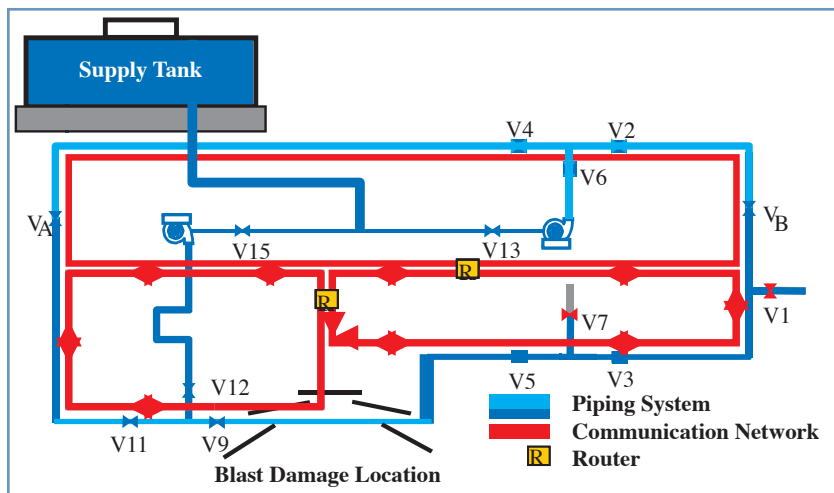 Supply Tank
V4
V2
V6
VA
VB
V15
V13
R
R
V1
V7
V12
V5
V3
V11
V9
Piping System
Communication Network
R Router
Blast Damage Location